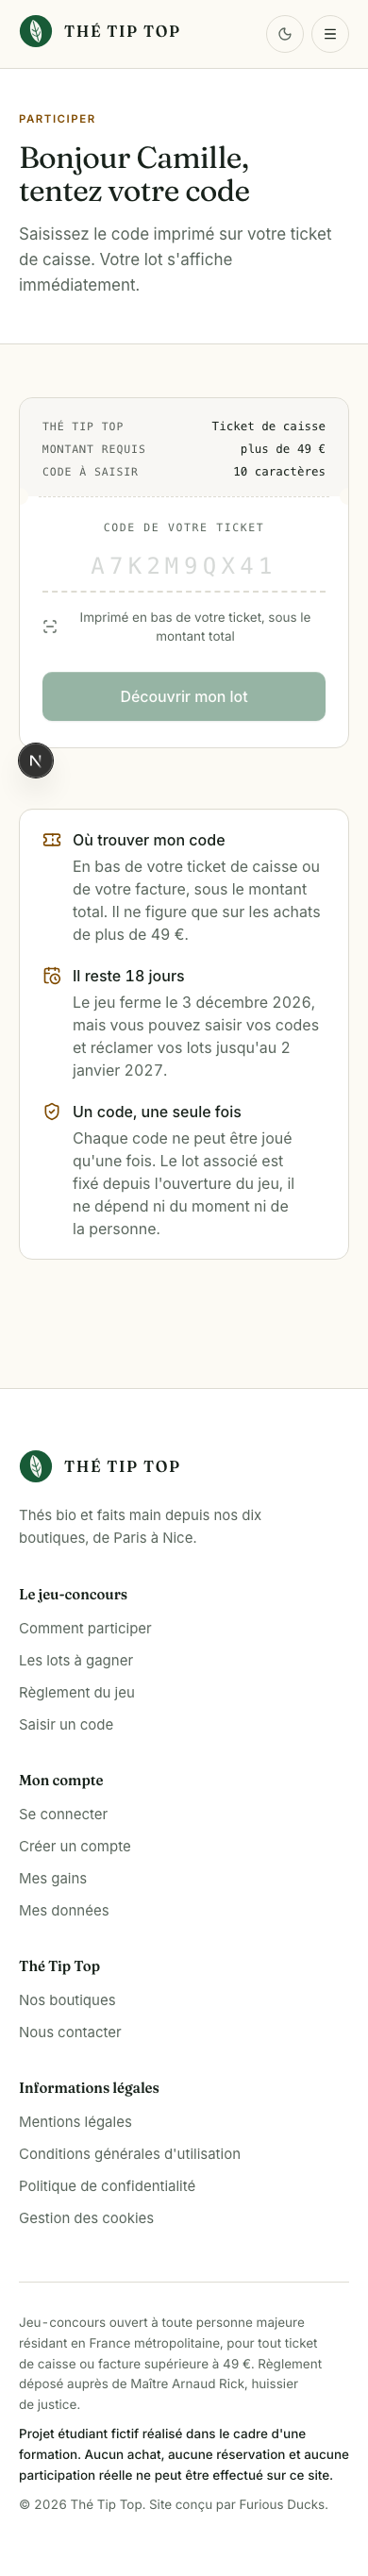 THÉ TIP TOP
PARTICIPER
Bonjour Camille,
tentez votre code
Saisissez le code imprimé sur votre ticket
de caisse. Votre lot s'affiche
immédiatement.
THÉ TIP TOP Ticket de caisse
MONTANT REQUIS plus de 49 €
CODE À SAISIR 10 caractères
CODE DE VOTRE TICKET
A7K2M9QX41
Imprimé en bas de votre ticket, sous le
montant total
Découvrir mon lot
N
Où trouver mon code
En bas de votre ticket de caisse ou
de votre facture, sous le montant
total. Il ne figure que sur les achats
de plus de 49 €.
Il reste 18 jours
Le jeu ferme le 3 décembre 2026,
mais vous pouvez saisir vos codes
et réclamer vos lots jusqu'au 2
janvier 2027.
Un code, une seule fois
Chaque code ne peut être joué
qu'une fois. Le lot associé est
fixé depuis l'ouverture du jeu, il
ne dépend ni du moment ni de
la personne.
THÉ TIP TOP
Thés bio et faits main depuis nos dix
boutiques, de Paris à Nice.
Le jeu-concours
Comment participer
Les lots à gagner
Règlement du jeu
Saisir un code
Mon compte
Se connecter
Créer un compte
Mes gains
Mes données
Thé Tip Top
Nos boutiques
Nous contacter
Informations légales
Mentions légales
Conditions générales d'utilisation
Politique de confidentialité
Gestion des cookies
Jeu-concours ouvert à toute personne majeure
résidant en France métropolitaine, pour tout ticket
de caisse ou facture supérieure à 49 €. Règlement
déposé auprès de Maître Arnaud Rick, huissier
de justice.
Projet étudiant fictif réalisé dans le cadre d'une
formation. Aucun achat, aucune réservation et aucune
participation réelle ne peut être effectué sur ce site.
© 2026 Thé Tip Top. Site conçu par Furious Ducks.